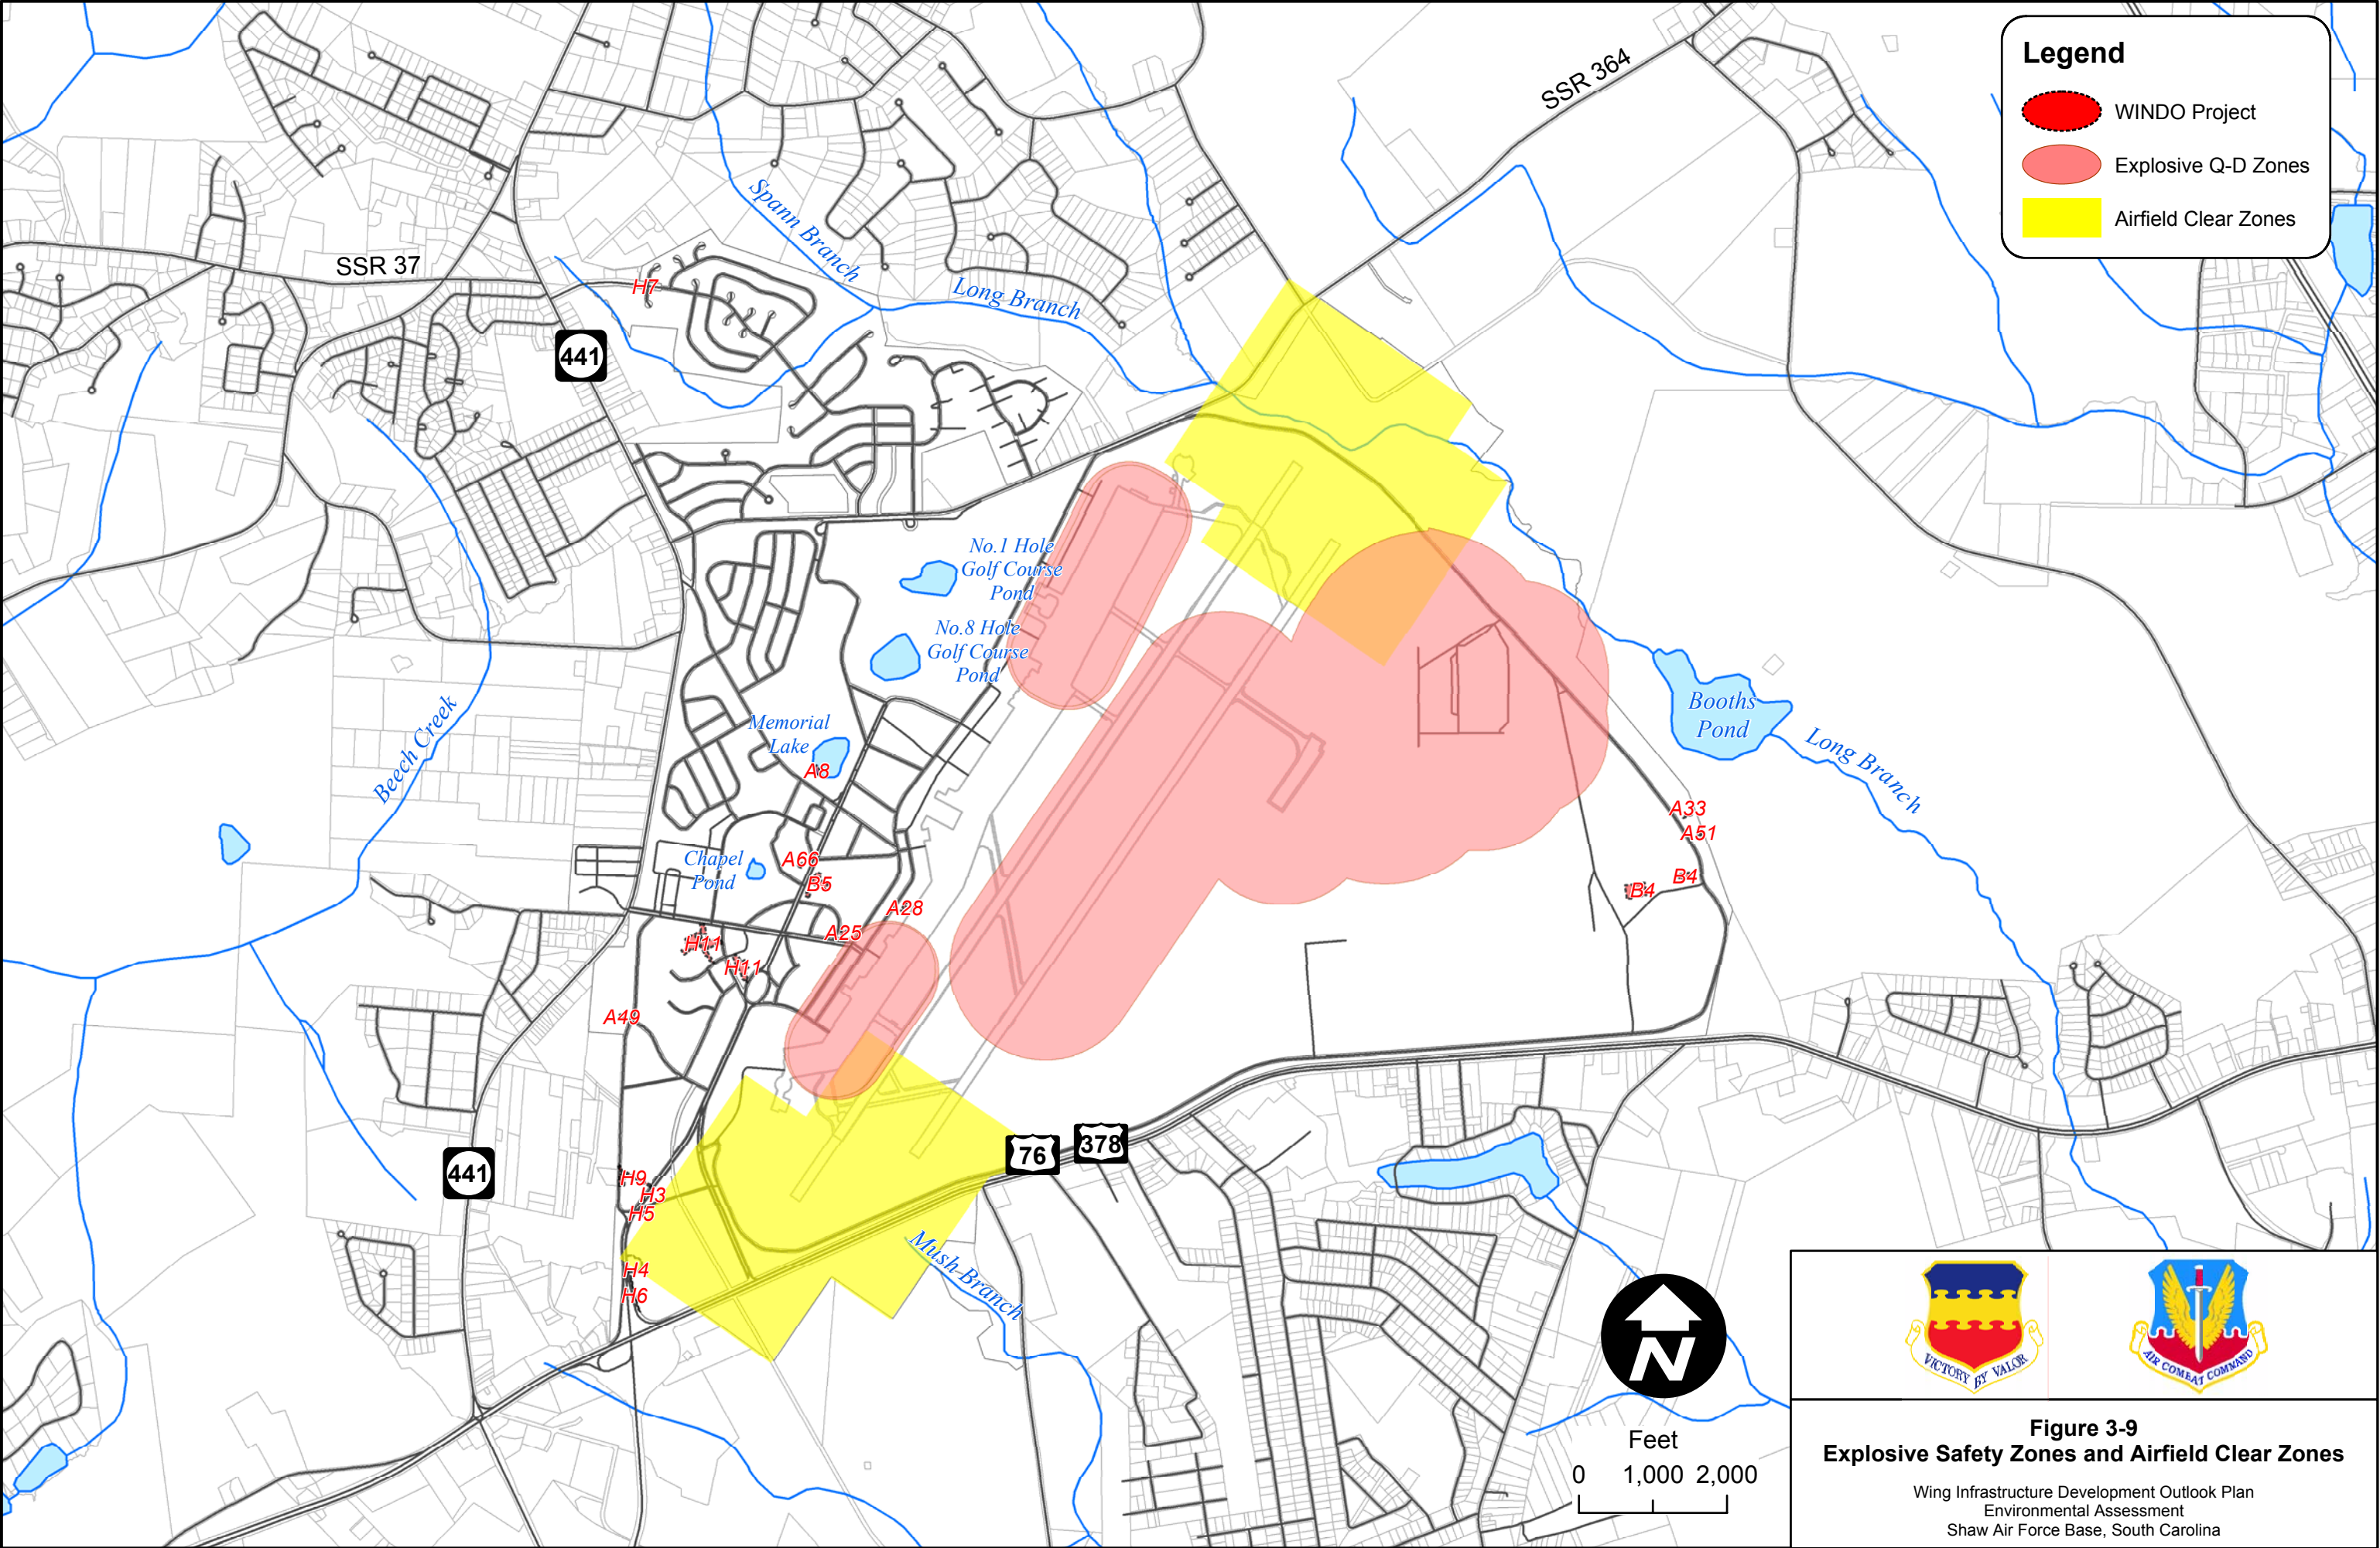 Legend
WINDO Project
Explosive Q-D Zones
Airfield Clear Zones
SSR 364
SSR 37
H7
441
Spann Branch
Long Branch
No.1 Hole
Golf Course
Pond
No.8 Hole
Golf Course
Pond
Memorial
Lake
A8
Beech Creek
Booths
Pond
Long Branch
A33
A51
B4
B4
Chapel
Pond
A66
B5
A28
A25
H11
H11
A49
441
H9
H3
H5
H4
H6
76
378
Mush Branch
N
Feet
0 1,000 2,000
VICTORY BY VALOR
AIR COMBAT COMMAND
Figure 3-9
Explosive Safety Zones and Airfield Clear Zones
Wing Infrastructure Development Outlook Plan
Environmental Assessment
Shaw Air Force Base, South Carolina